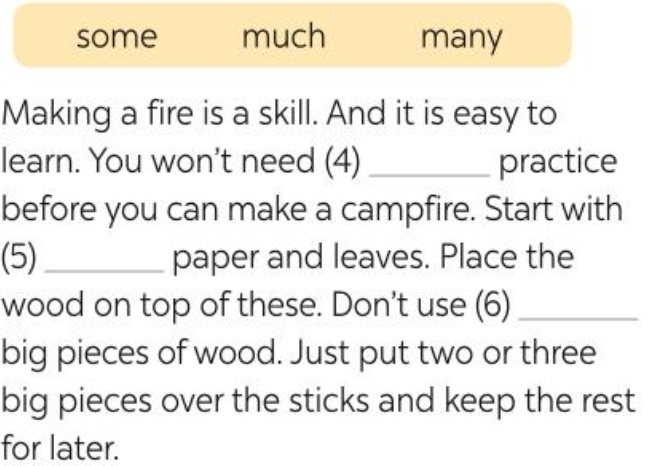 some much many
Making a fire is a skill. And it is easy to
learn. You won't need (4) ________ practice
before you can make a campfire. Start with
(5) ________ paper and leaves. Place the
wood on top of these. Don't use (6) ________
big pieces of wood. Just put two or three
big pieces over the sticks and keep the rest
for later.